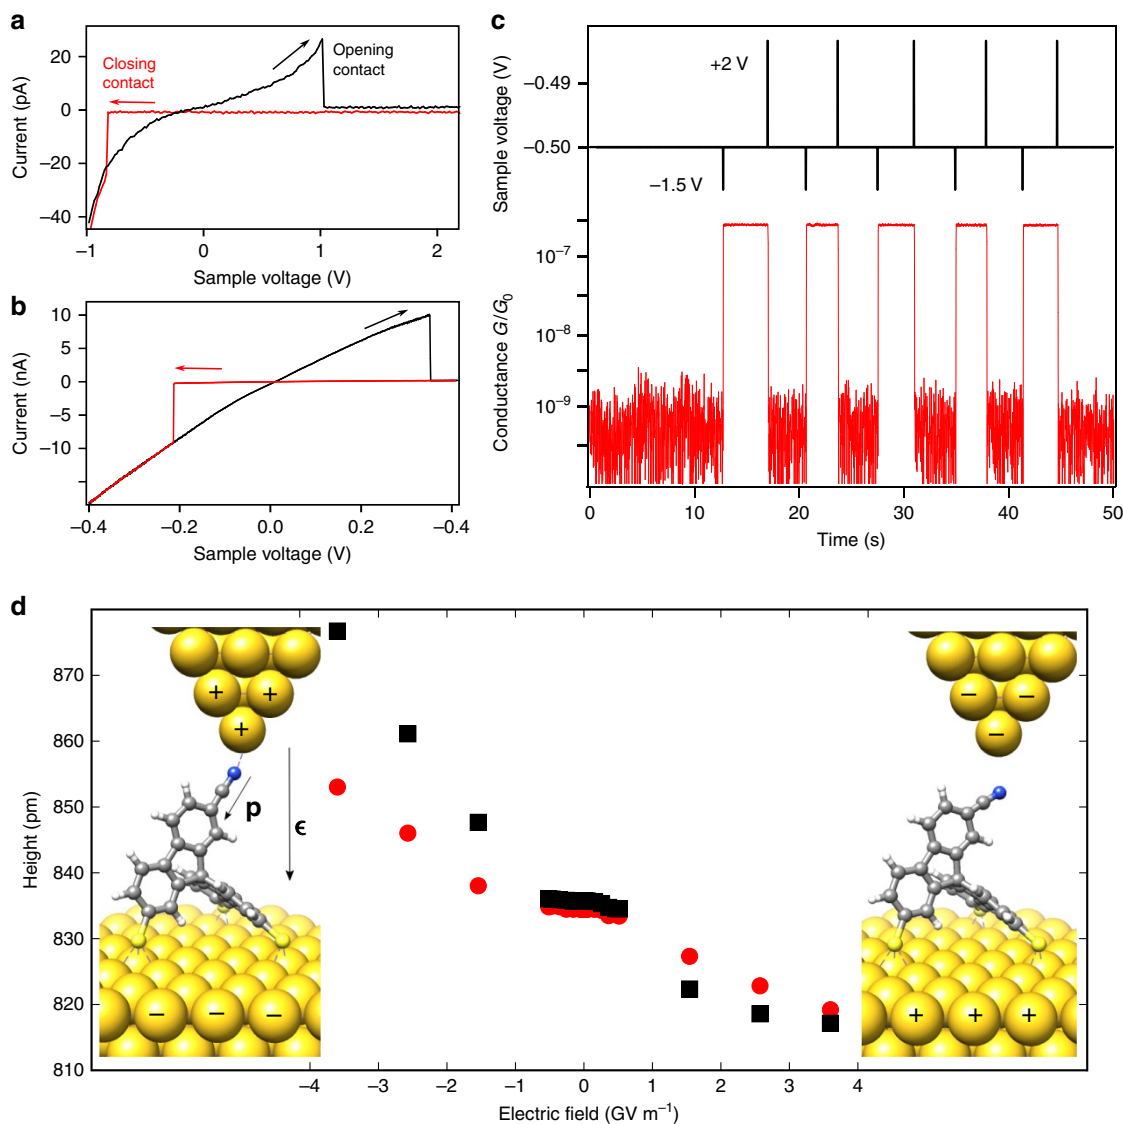 a
Closing
contact
Opening
contact
20
0
−20
−40
Current (pA)
−1
0
1
2
Sample voltage (V)
b
10
5
0
−5
−10
Current (nA)
−0.4
−0.2
0.0
0.2
−0.4
Sample voltage (V)
c
+2 V
−0.49
−0.50
−1.5 V
Sample voltage (V)
10−7
10−8
10−9
Conductance G/G0
0
10
20
30
40
50
Time (s)
d
870
860
850
840
830
820
810
Height (pm)
+ +
+
p
ϵ
− − −
− −
−
+ + +
−4
−3
−2
−1
0
1
2
3
4
Electric field (GV m−1)